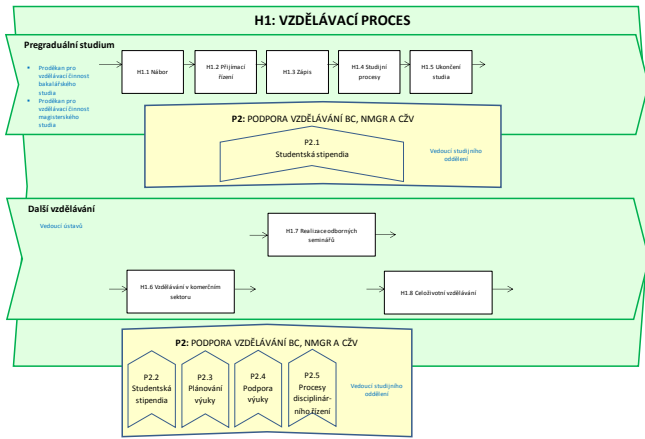 H1: VZDĚLÁVACÍ PROCES
Pregraduální studium
• Proděkan pro
vzdělávací činnost
bakalářského
studia
• Proděkan pro
vzdělávací činnost
magisterského
studia
H1.1 Nábor
H1.2 Přijímací
řízení
H1.3 Zápis
H1.4 Studijní
procesy
H1.5 Ukončení
studia
P2: PODPORA VZDĚLÁVÁNÍ BC, NMGR A CŽV
P2.1
Studentská stipendia
Vedoucí studijního
oddělení
Další vzdělávání
Vedoucí ústavů
H1.7 Realizace odborných
seminářů
H1.6 Vzdělávání v komerčním
sektoru
H1.8 Celoživotní vzdělávání
P2: PODPORA VZDĚLÁVÁNÍ BC, NMGR A CŽV
P2.2
Studentská
stipendia
P2.3
Plánování
výuky
P2.4
Podpora
výuky
P2.5
Procesy
disciplinár-
ního řízení
Vedoucí studijního
oddělení